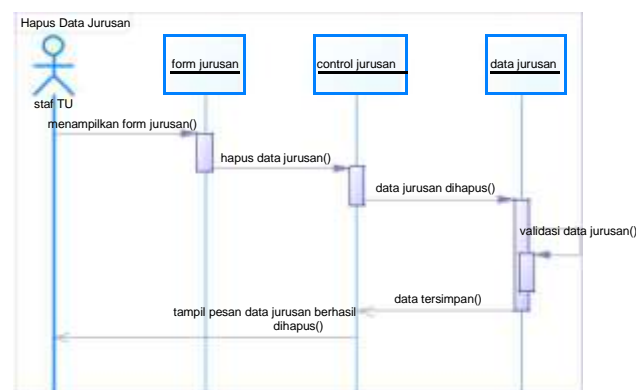 Hapus Data Jurusan
form jurusan
control jurusan
data jurusan
staf TU
menampilkan form jurusan()
hapus data jurusan()
data jurusan dihapus()
validasi data jurusan()
data tersimpan()
tampil pesan data jurusan berhasil
dihapus()